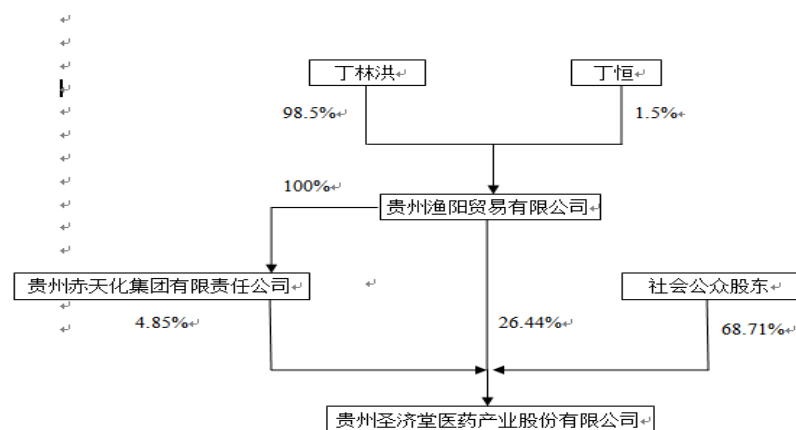 丁林洪
丁恒
98.5%
1.5%
100%
贵州渔阳贸易有限公司
贵州赤天化集团有限责任公司
社会公众股东
4.85%
26.44%
68.71%
贵州圣济堂医药产业股份有限公司